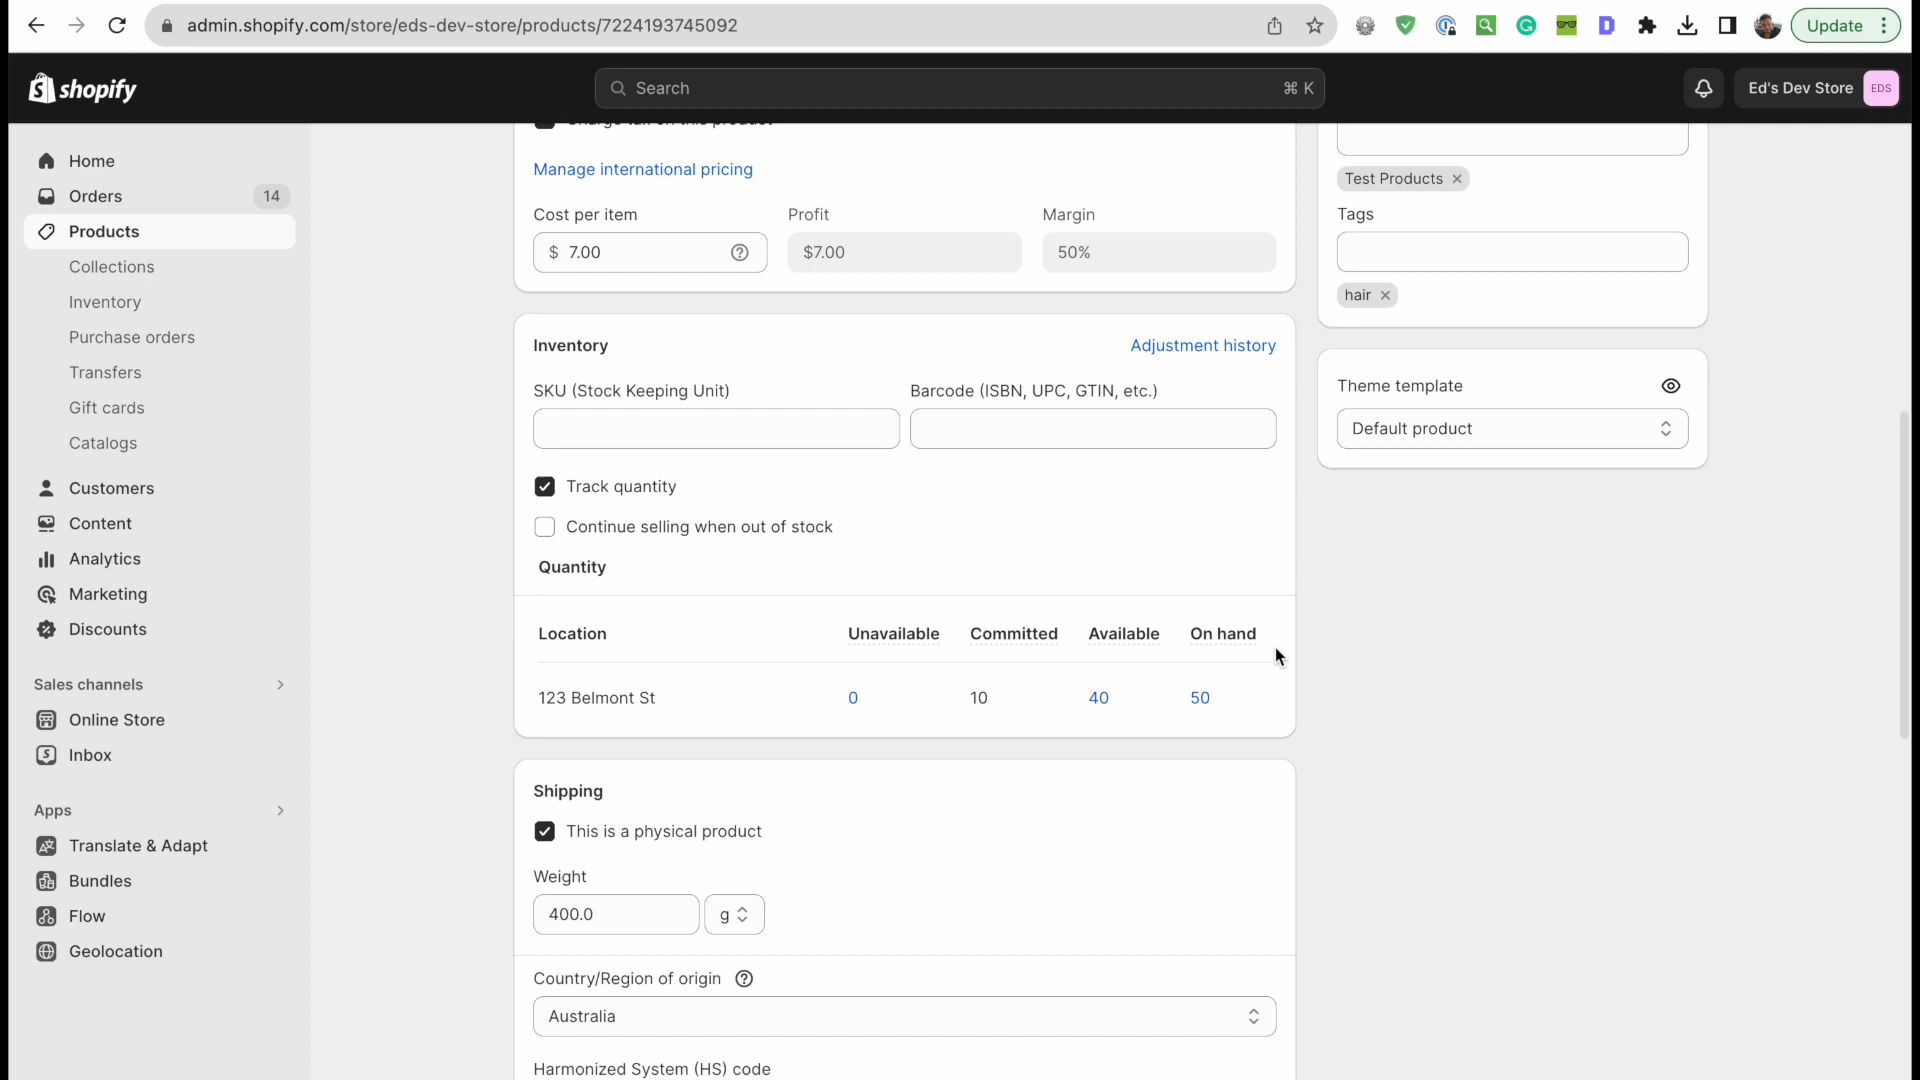 admin.shopify.com/store/eds-dev-store/products/7224193745092
Update
shopify
Search
⌘ K
Ed's Dev Store
EDS
Home
Orders
14
Products
Collections
Inventory
Purchase orders
Transfers
Gift cards
Catalogs
Customers
Content
Analytics
Marketing
Discounts
Sales channels
Online Store
Inbox
Apps
Translate & Adapt
Bundles
Flow
Geolocation
Charge tax on this product
Manage international pricing
Cost per item
Profit
Margin
$ 7.00
$7.00
50%
Inventory
Adjustment history
SKU (Stock Keeping Unit)
Barcode (ISBN, UPC, GTIN, etc.)
Track quantity
Continue selling when out of stock
Quantity
Location
Unavailable
Committed
Available
On hand
123 Belmont St
0
10
40
50
Shipping
This is a physical product
Weight
400.0
g
Country/Region of origin
Australia
Harmonized System (HS) code
Test Products
Tags
hair
Theme template
Default product